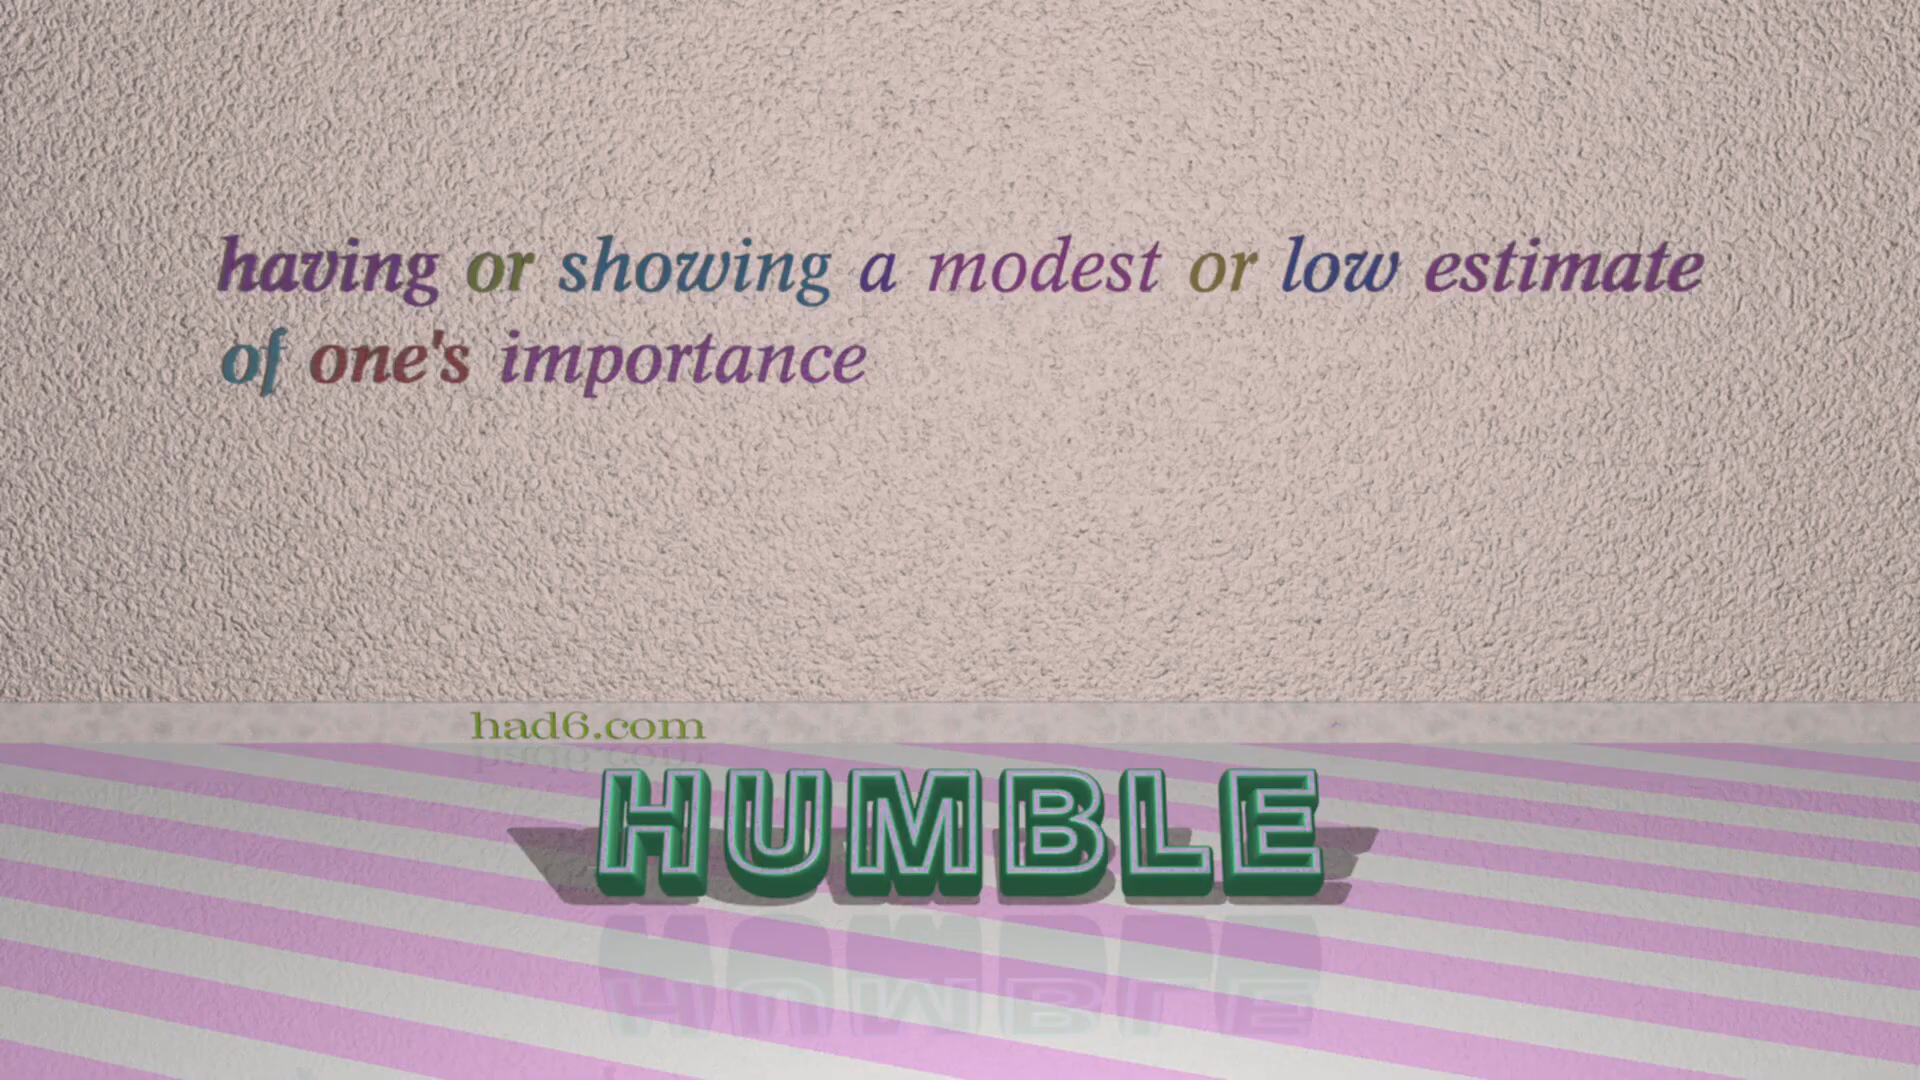 having or showing a modest or low estimate
of one's importance
had6.com
HUMBLE